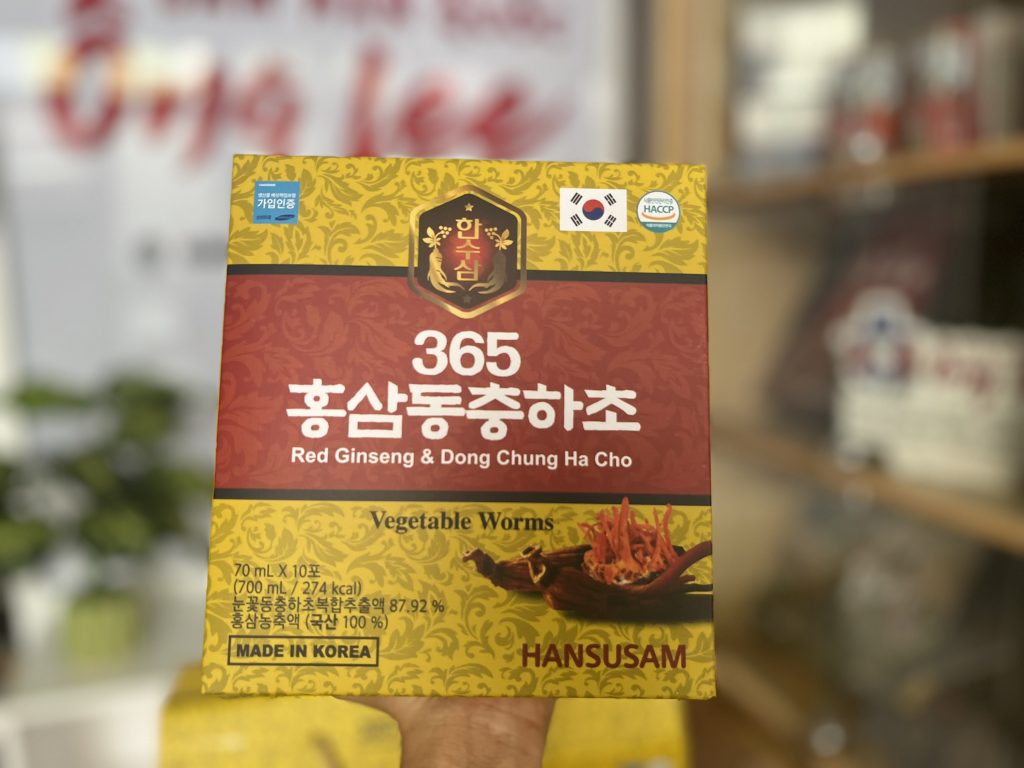 Ong Lee
가입인증
한수삼
HACCP
365
홍삼동충하초
Red Ginseng & Dong Chung Ha Cho
Vegetable Worms
70 mL X 10포
(700 mL / 274 kcal)
눈꽃동충하초복합추출액 87.92 %
홍삼농축액 (국산 100 %)
MADE IN KOREA
HANSUSAM